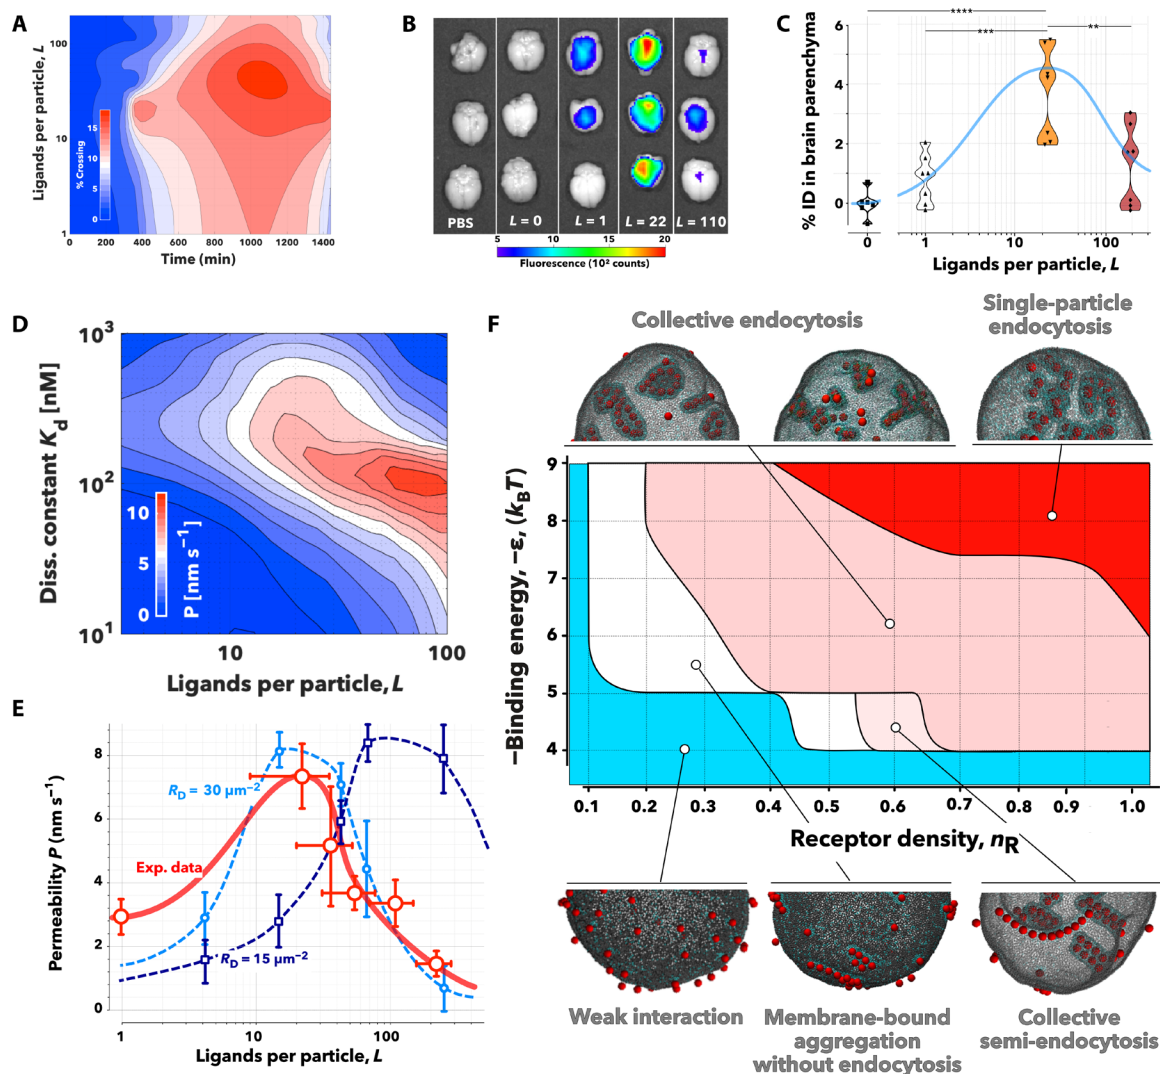 A
Ligands per particle, L
100
10
1
% Crossing
15
10
5
0
0 200 400 600 800 1000 1200 1400
Time (min)
B
PBS L = 0 L = 1 L = 22 L = 110
5 10 15 20
Fluorescence (10² counts)
C
% ID in brain parenchyma
6
4
2
0
****
***
**
0 1 10 100
Ligands per particle, L
D
Diss. constant Kd [nM]
10³
10²
10¹
10
5
0
P [nm s⁻¹]
10 100
Ligands per particle, L
E
Permeability P (nm s⁻¹)
8
6
4
2
0
RD = 30 µm⁻²
Exp. data
RD = 15 µm⁻²
1 10 100
Ligands per particle, L
F
Collective endocytosis
Single-particle
endocytosis
−Binding energy, −ε, (kBT)
9
8
7
6
5
4
0.1 0.2 0.3 0.4 0.5 0.6 0.7 0.8 0.9 1.0
Receptor density, nR
Weak interaction
Membrane-bound
aggregation
without endocytosis
Collective
semi-endocytosis